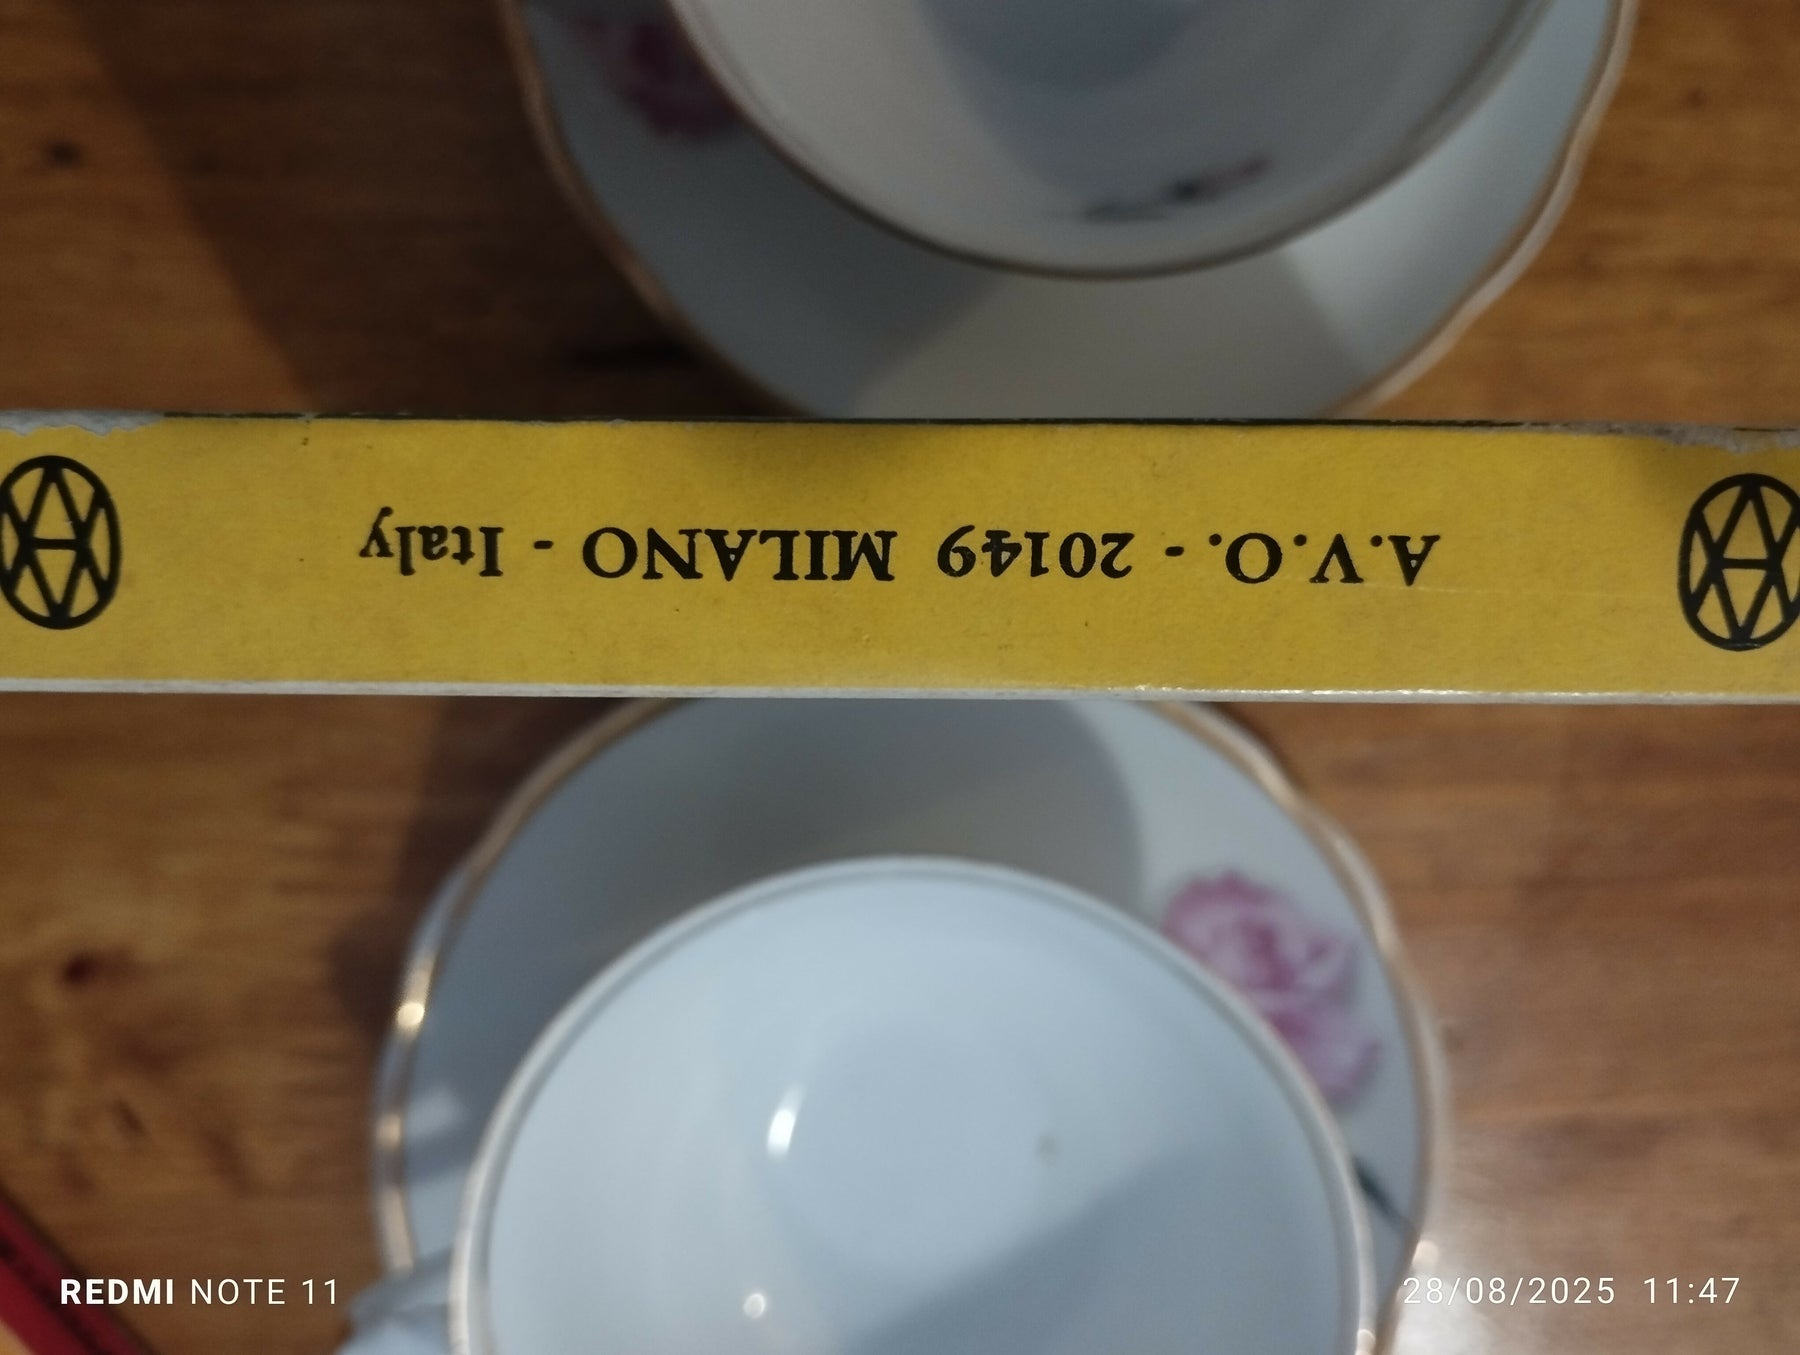 A.V.O. - 20149 MILANO - Italy
REDMI NOTE 11
28/08/2025 11:47